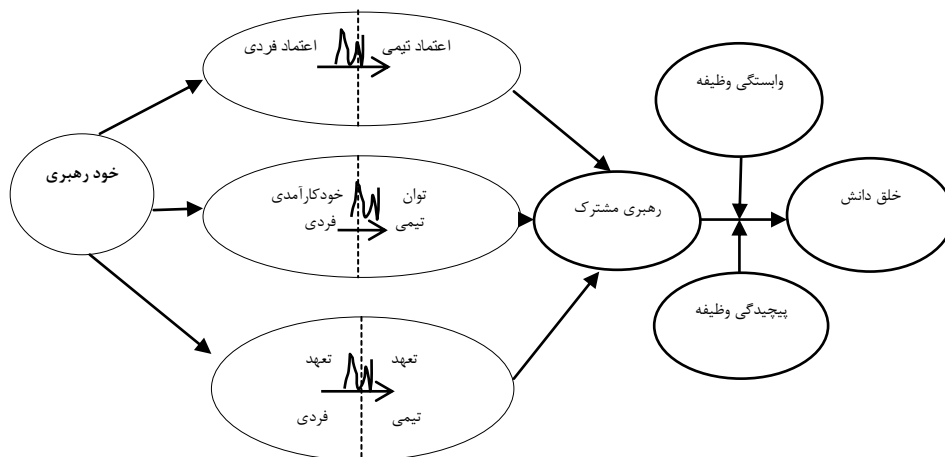 اعتماد تیمی
اعتماد فردی
وابستگی وظیفه
خود رهبری
توان
خودکارآمدی
تیمی
فردی
رهبری مشترک
خلق دانش
پیچیدگی وظیفه
تعهد
تعهد
تیمی
فردی